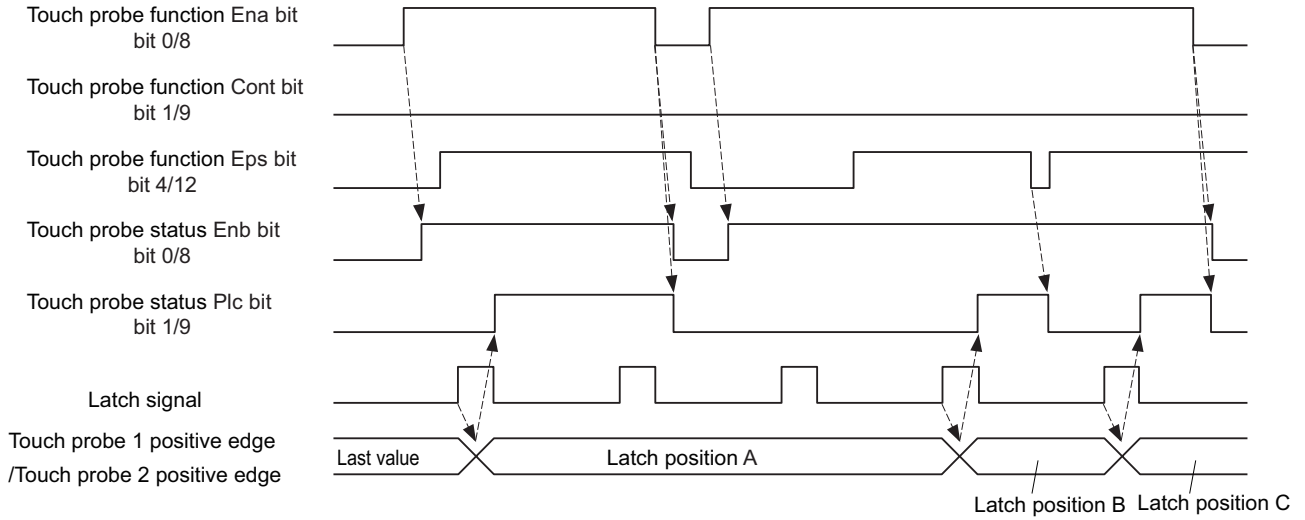 Touch probe function Ena bit
bit 0/8
Touch probe function Cont bit
bit 1/9
Touch probe function Eps bit
bit 4/12
Touch probe status Enb bit
bit 0/8
Touch probe status Plc bit
bit 1/9
Latch signal
Touch probe 1 positive edge
/Touch probe 2 positive edge
Last value
Latch position A
Latch position B
Latch position C